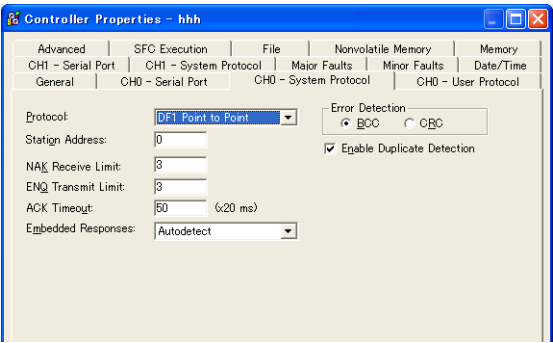 Controller Properties - hhh
Advanced SFC Execution File Nonvolatile Memory Memory
CH1 - Serial Port CH1 - System Protocol Major Faults Minor Faults Date/Time
General CH0 - Serial Port CH0 - System Protocol CH0 - User Protocol
Protocol: DF1 Point to Point
Error Detection
BCC CRC
Station Address: 0
Enable Duplicate Detection
NAK Receive Limit: 3
ENQ Transmit Limit: 3
ACK Timeout: 50 (x20 ms)
Embedded Responses: Autodetect